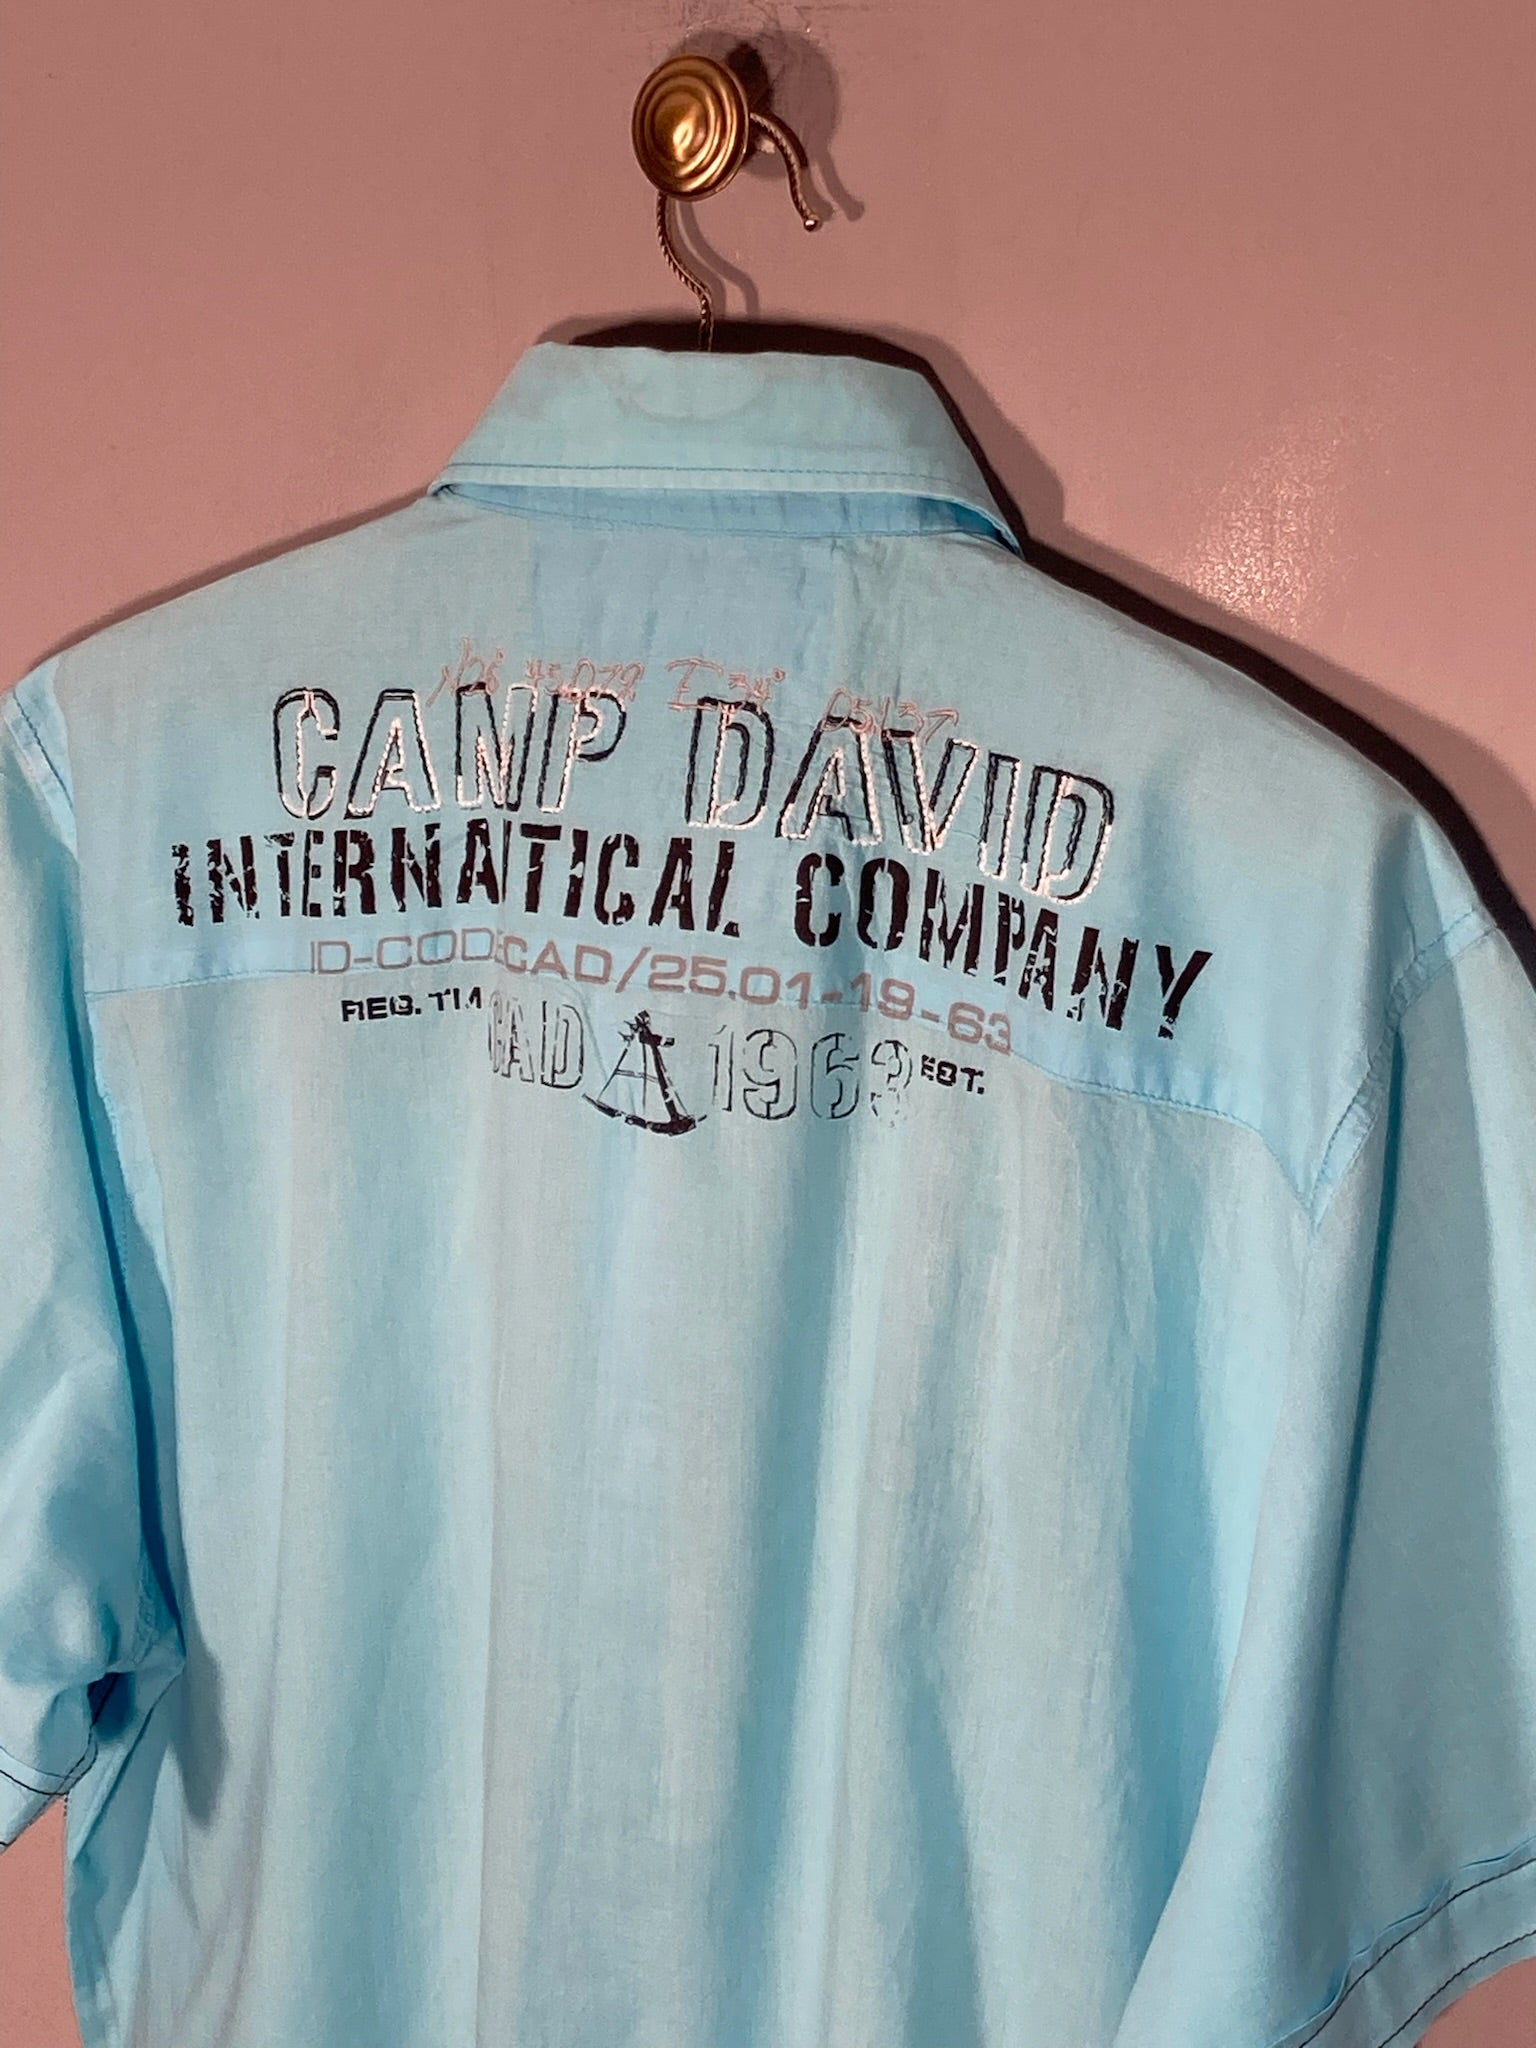 CAMP DAVID
INTERNATICAL COMPANY
ID-CODE CAD/25.01-19-63
REG. TM CAD 1963 EST.